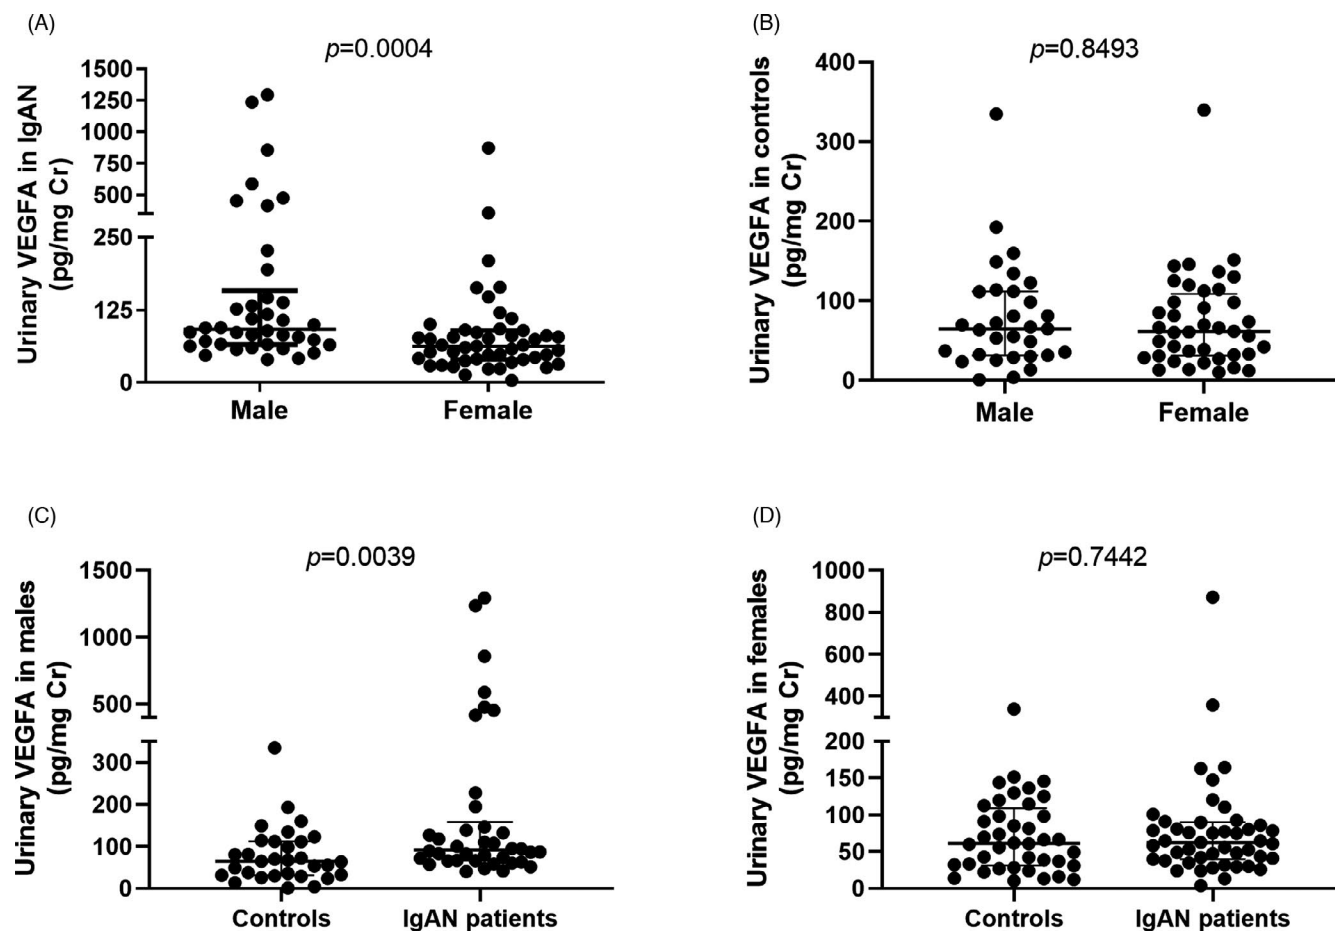 (A)
p=0.0004
Urinary VEGFA in IgAN
(pg/mg Cr)
1500
1250
1000
750
500
250
125
0
Male
Female
(B)
p=0.8493
Urinary VEGFA in controls
(pg/mg Cr)
400
300
200
100
0
Male
Female
(C)
p=0.0039
Urinary VEGFA in males
(pg/mg Cr)
1500
1000
500
300
200
100
0
Controls
IgAN patients
(D)
p=0.7442
Urinary VEGFA in females
(pg/mg Cr)
1000
800
600
400
200
150
100
50
0
Controls
IgAN patients